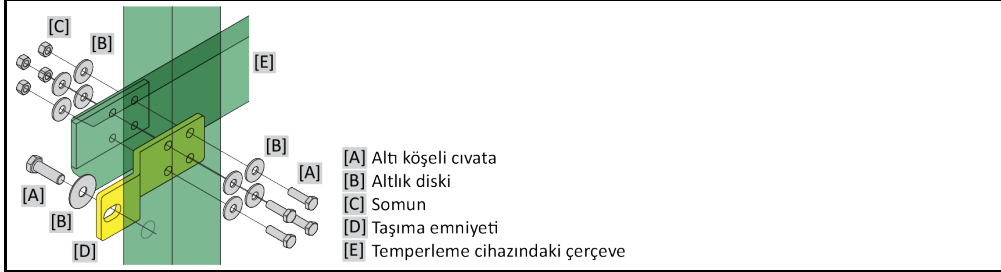 [C]
[B]
[E]
[B]
[A]
[A]
[B]
[D]
[A] Altı köşeli cıvata
[B] Altlık diski
[C] Somun
[D] Taşıma emniyeti
[E] Temperleme cihazındaki çerçeve